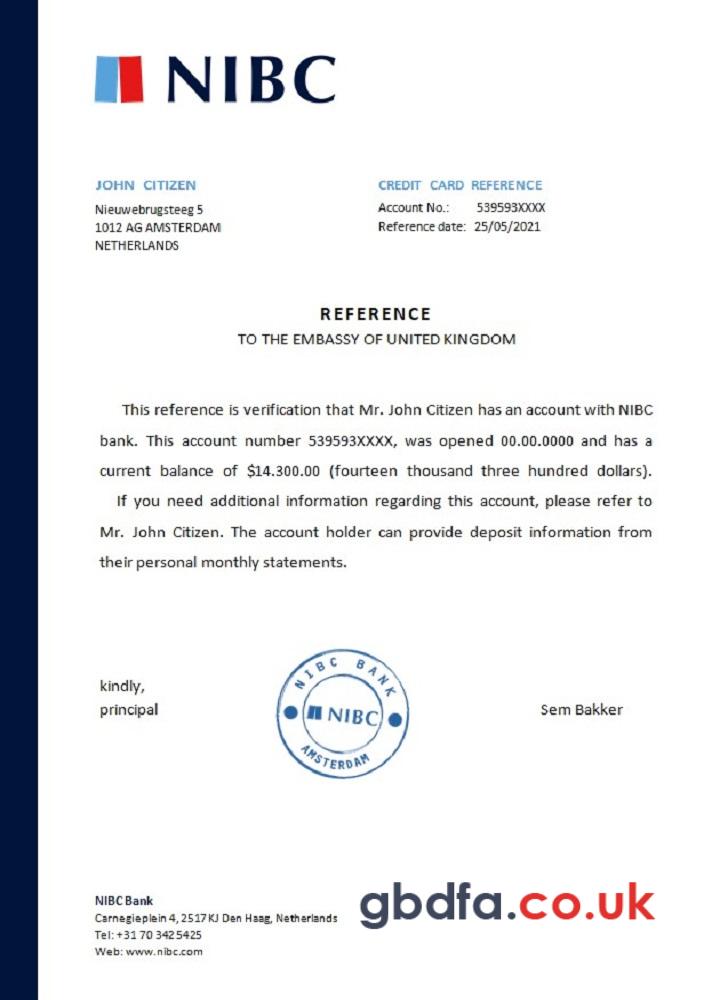 NIBC
JOHN CITIZEN
Nieuwebrugsteeg 5
1012 AG AMSTERDAM
NETHERLANDS
CREDIT CARD REFERENCE
Account No.: 539593XXXX
Reference date: 25/05/2021
REFERENCE
TO THE EMBASSY OF UNITED KINGDOM
This reference is verification that Mr. John Citizen has an account with NIBC
bank. This account number 539593XXXX, was opened 00.00.0000 and has a
current balance of $14.300.00 (fourteen thousand three hundred dollars).
If you need additional information regarding this account, please refer to
Mr. John Citizen. The account holder can provide deposit information from
their personal monthly statements.
kindly,
principal
NIBC BANK
NIBC
AMSTERDAM
Sem Bakker
NIBC Bank
Carnegieplein 4, 2517 KJ Den Haag, Netherlands
Tel: +31 70 342 5425
Web: www.nibc.com
gbdfa.co.uk